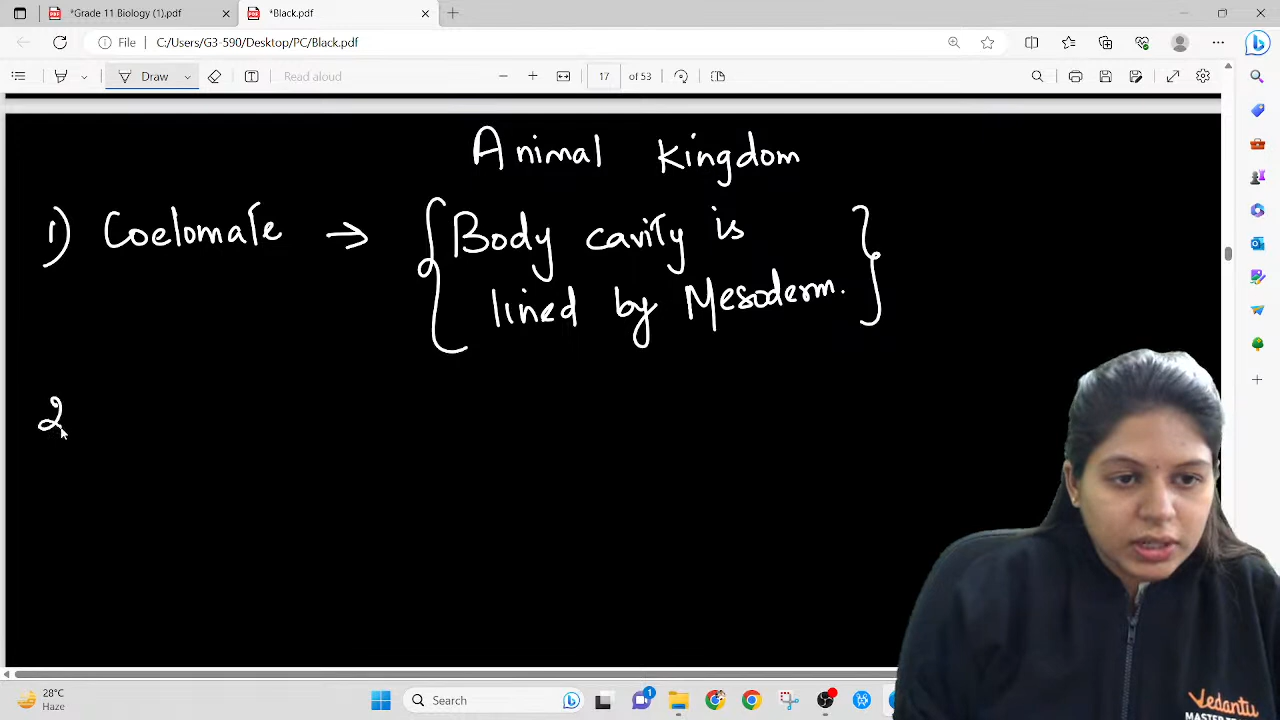 *Grade 11 Biology (1).pdf
*Black.pdf
File C:/Users/G3-590/Desktop/PC/Black.pdf
Draw Read aloud 17 of 53
Animal Kingdom
1) Coelomate → { Body cavity is
lined by Mesoderm. }
2
Vedantu
28°C
Haze
Search
1